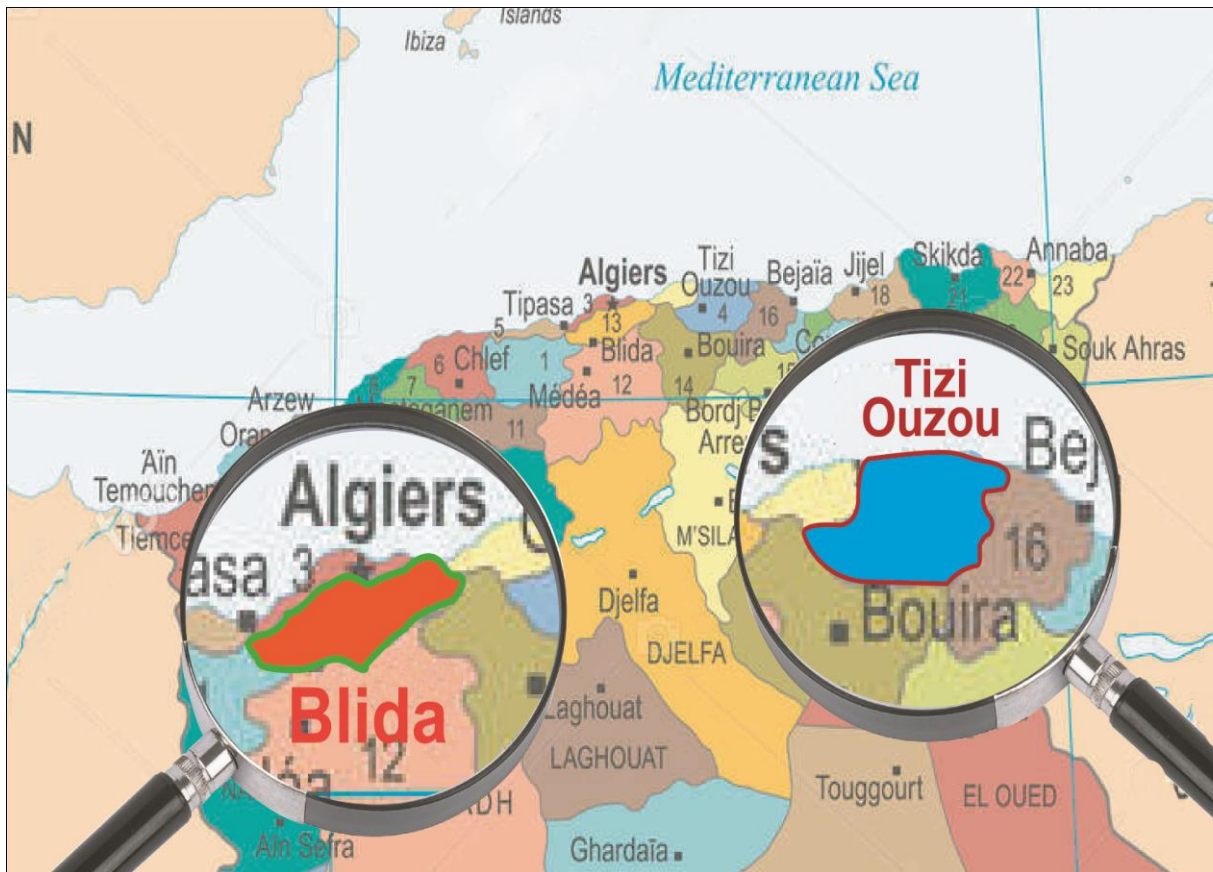 Islands
Ibiza
Mediterranean Sea
N
Algiers
Tizi
Ouzou
Bejaïa
Jijel
Skikda
Annaba
Tipasa
3
13
4
16
18
21
22
23
5
6
Chlef
1
Blida
Bouira
7
Médéa
12
14
15
Souk Ahras
Arzew
11
Bordj
Aïn
Temouchen
Tlemce
M'SILA
Djelfa
DJELFA
Laghouat
LAGHOUAT
Touggourt
EL OUED
Aïn Sefra
Ghardaïa
Algiers
asa 3
Blida
12
Tizi
Ouzou
Bej
16
Bouira